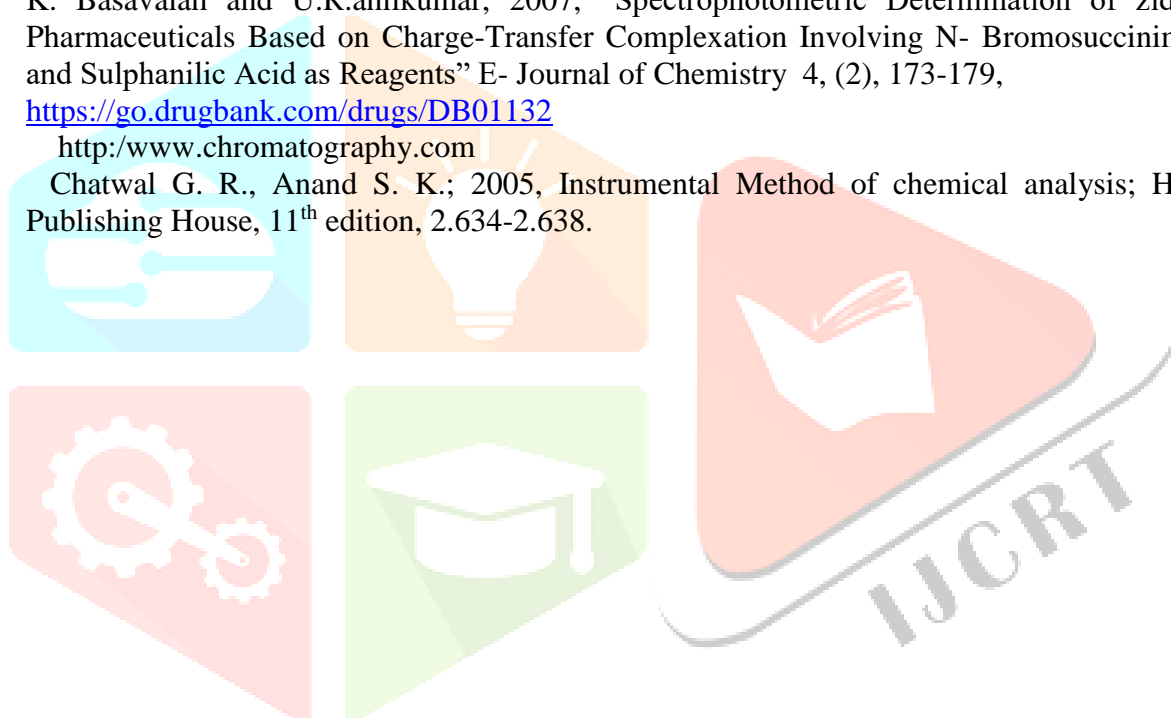 K. Basavaiah and U.R.anilkumar, 2007, Spectrophotometric Determination of zid
Pharmaceuticals Based on Charge-Transfer Complexation Involving N- Bromosuccinim
and Sulphanilic Acid as Reagents” E- Journal of Chemistry 4, (2), 173-179,
https://go.drugbank.com/drugs/DB01132
http:/www.chromatography.com
Chatwal G. R., Anand S. K.; 2005, Instrumental Method of chemical analysis; H
Publishing House, 11th edition, 2.634-2.638.
IJCRT